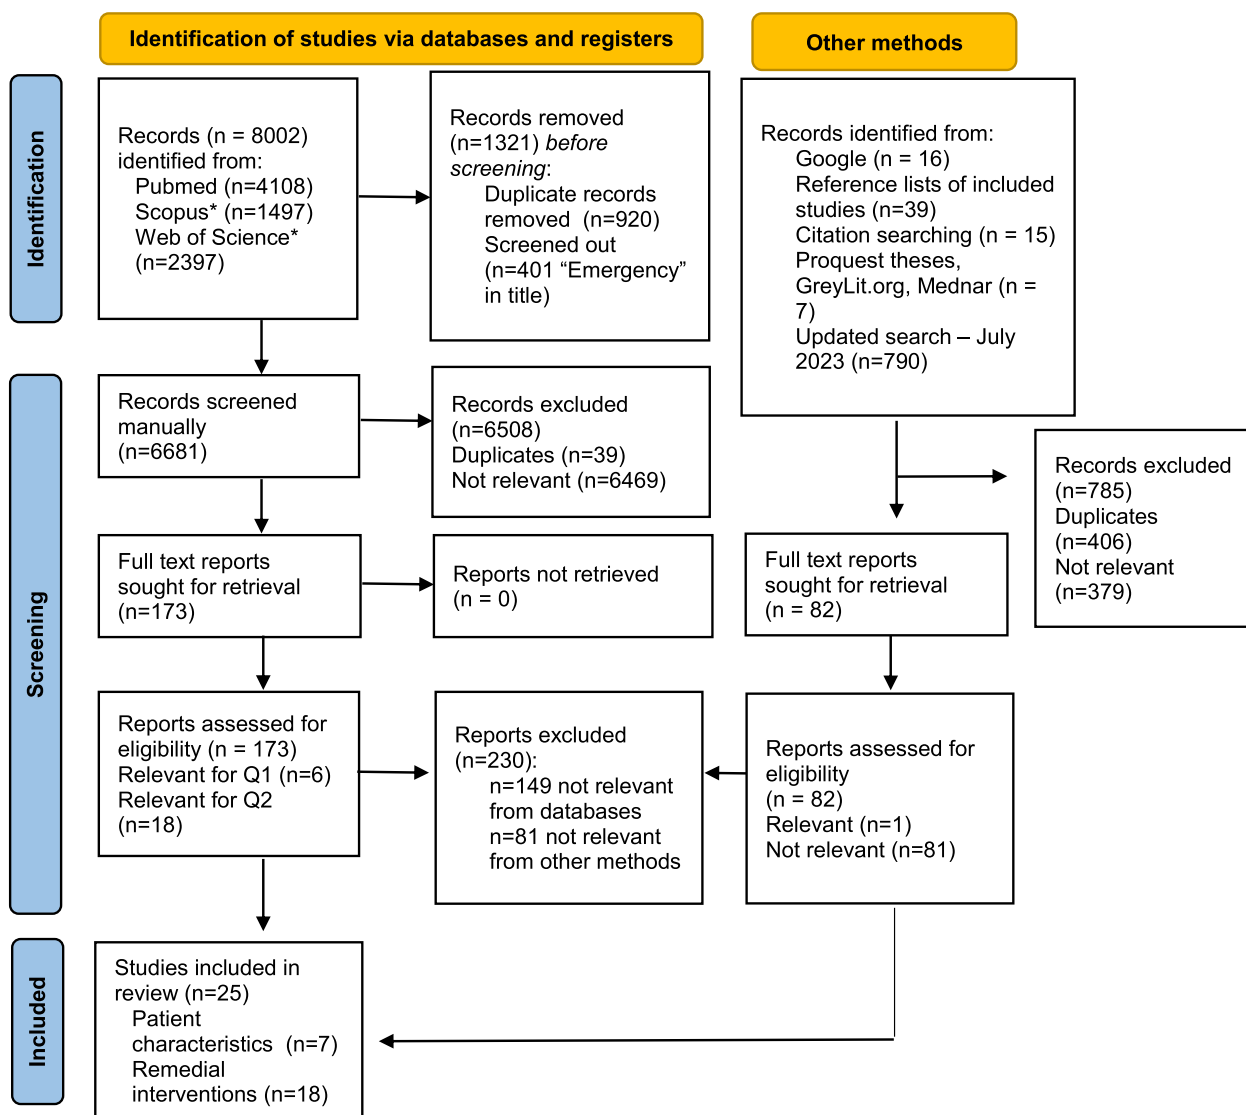 Identification of studies via databases and registers
Other methods
Identification
Records (n = 8002)
identified from:
Pubmed (n=4108)
Scopus* (n=1497)
Web of Science*
(n=2397)
Records removed
(n=1321) before
screening:
Duplicate records
removed (n=920)
Screened out
(n=401 “Emergency”
in title)
Records identified from:
Google (n = 16)
Reference lists of included
studies (n=39)
Citation searching (n = 15)
Proquest theses,
GreyLit.org, Mednar (n =
7)
Updated search – July
2023 (n=790)
Screening
Records screened
manually
(n=6681)
Records excluded
(n=6508)
Duplicates (n=39)
Not relevant (n=6469)
Records excluded
(n=785)
Duplicates
(n=406)
Not relevant
(n=379)
Full text reports
sought for retrieval
(n=173)
Reports not retrieved
(n = 0)
Full text reports
sought for retrieval
(n = 82)
Reports assessed for
eligibility (n = 173)
Relevant for Q1 (n=6)
Relevant for Q2
(n=18)
Reports excluded
(n=230):
n=149 not relevant
from databases
n=81 not relevant
from other methods
Reports assessed for
eligibility
(n = 82)
Relevant (n=1)
Not relevant (n=81)
Included
Studies included in
review (n=25)
Patient
characteristics (n=7)
Remedial
interventions (n=18)